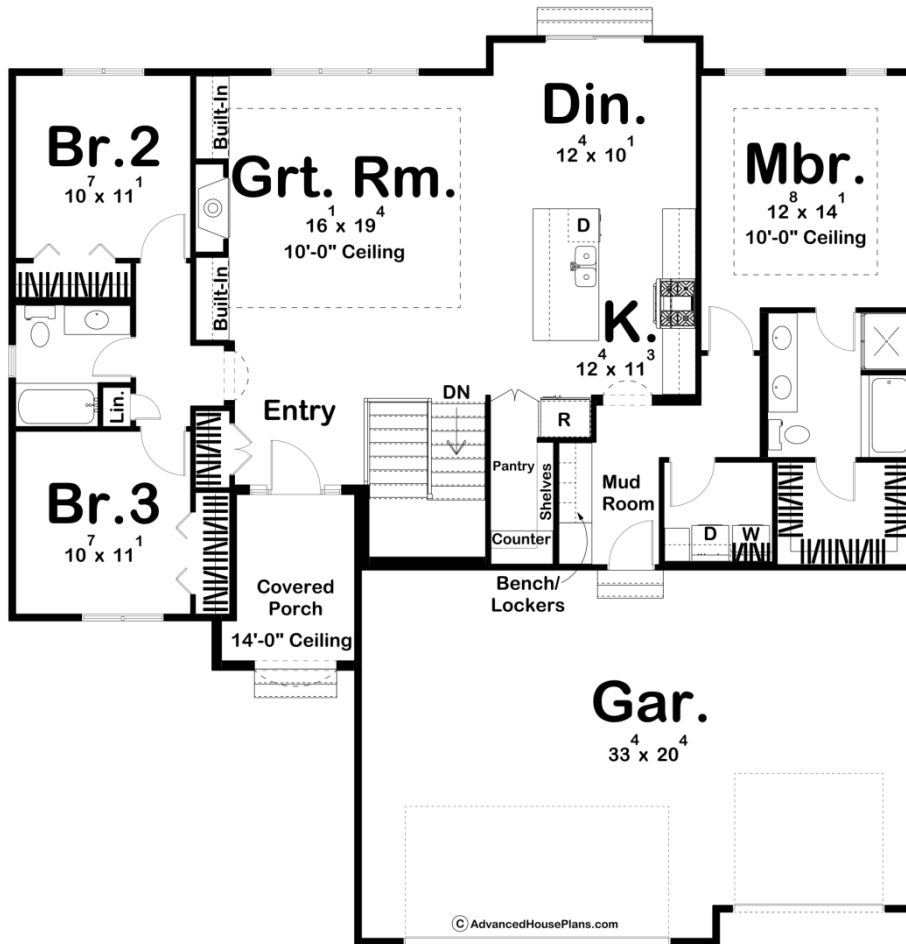 Br.2
10⁷ x 11¹
Built-In
Grt. Rm.
16¹ x 19⁴
10'-0" Ceiling
Built-In
Din.
12⁴ x 10¹
Mbr.
12⁸ x 14¹
10'-0" Ceiling
D
K.
12⁴ x 11³
Lin.
Entry
DN
R
Br.3
10⁷ x 11¹
Pantry
Shelves
Counter
Mud
Room
D
W
Bench/
Lockers
Covered
Porch
14'-0" Ceiling
Gar.
33⁴ x 20⁴
© AdvancedHousePlans.com